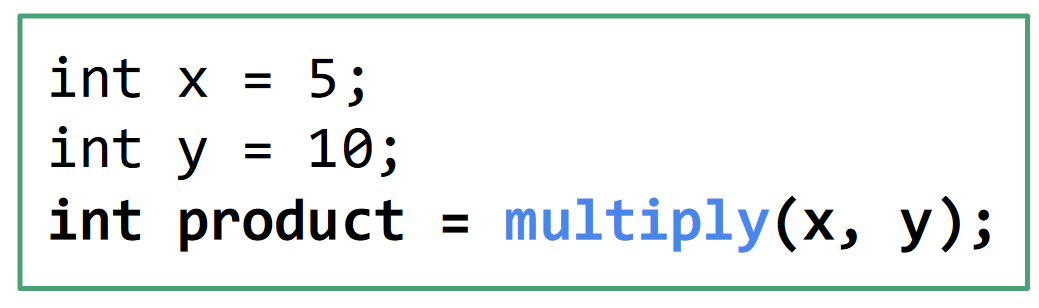 int x = 5;
int y = 10;
int product = multiply(x, y);